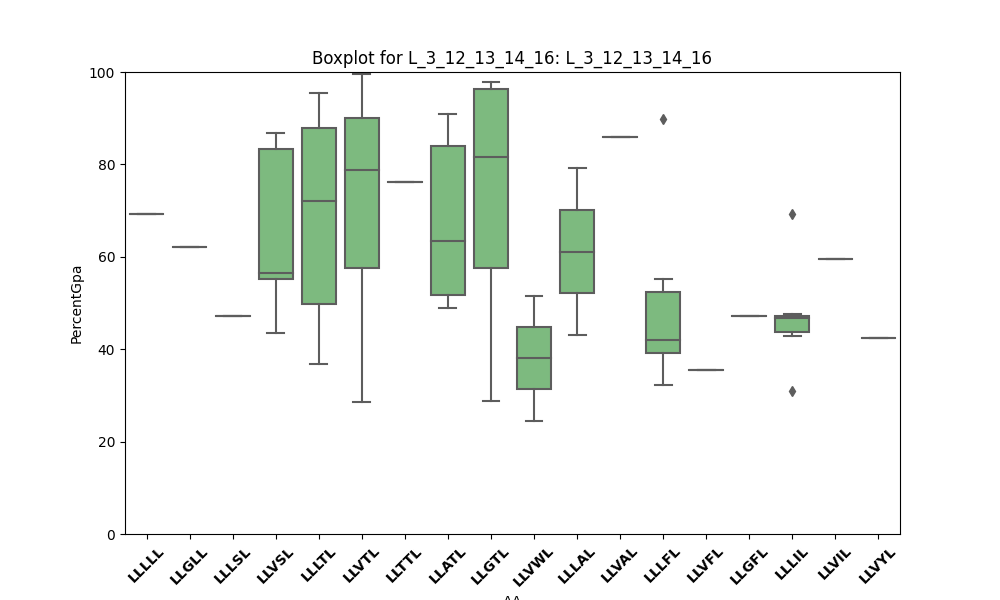 Boxplot for L_3_12_13_14_16: L_3_12_13_14_16
PercentGpa
100
80
60
40
20
0
LLLLL LLGLL LLLSL LLVSL LLLTL LLVTL LLTTL LLATL LLGTL LLVWL LLLAL LLVAL LLLFL LLVFL LLGFL LLLIL LLVIL LLVYL
AA